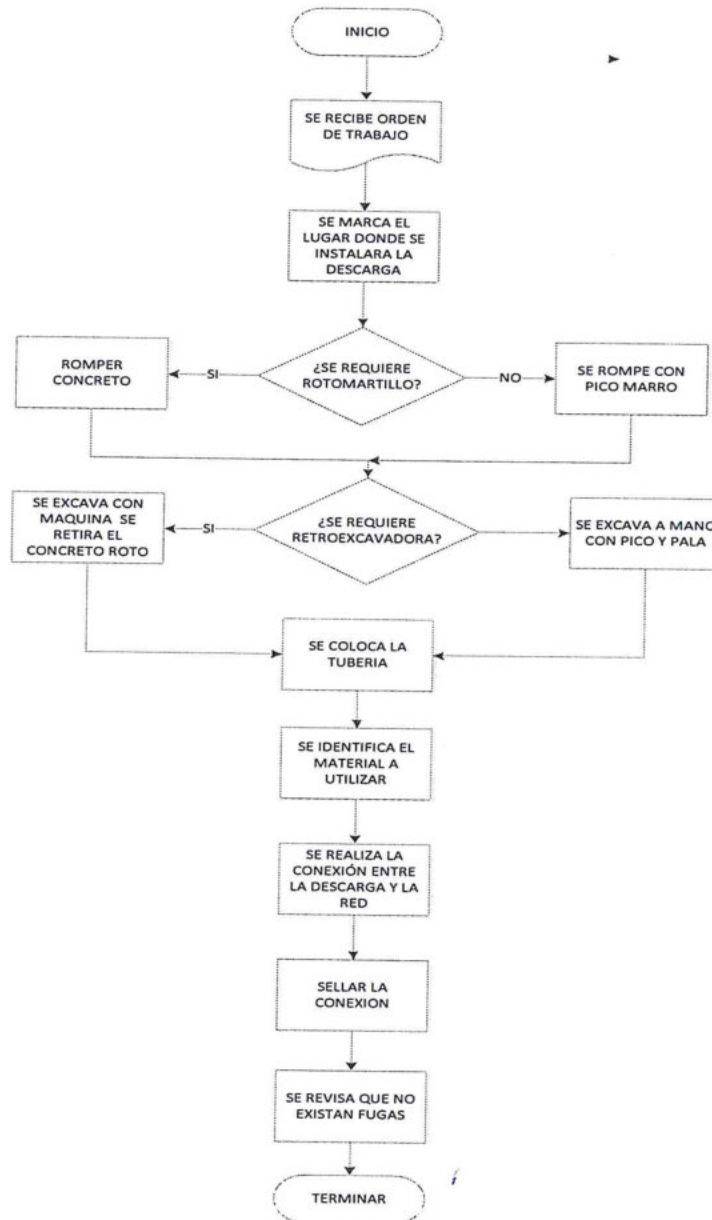 INICIO
SE RECIBE ORDEN
DE TRABAJO
SE MARCA EL
LUGAR DONDE SE
INSTALARA LA
DESCARGA
ROMPER
CONCRETO
SI
¿SE REQUIERE
ROTOMARTILLO?
NO
SE ROMPE CON
PICO MARRO
SE EXCAVA CON
MAQUINA SE
RETIRA EL
CONCRETO ROTO
SI
¿SE REQUIERE
RETROEXCAVADORA?
SE EXCAVA A MANO
CON PICO Y PALA
SE COLOCA LA
TUBERIA
SE IDENTIFICA EL
MATERIAL A
UTILIZAR
SE REALIZA LA
CONEXIÓN ENTRE
LA DESCARGA Y LA
RED
SELLAR LA
CONEXION
SE REVISA QUE NO
EXISTAN FUGAS
TERMINAR